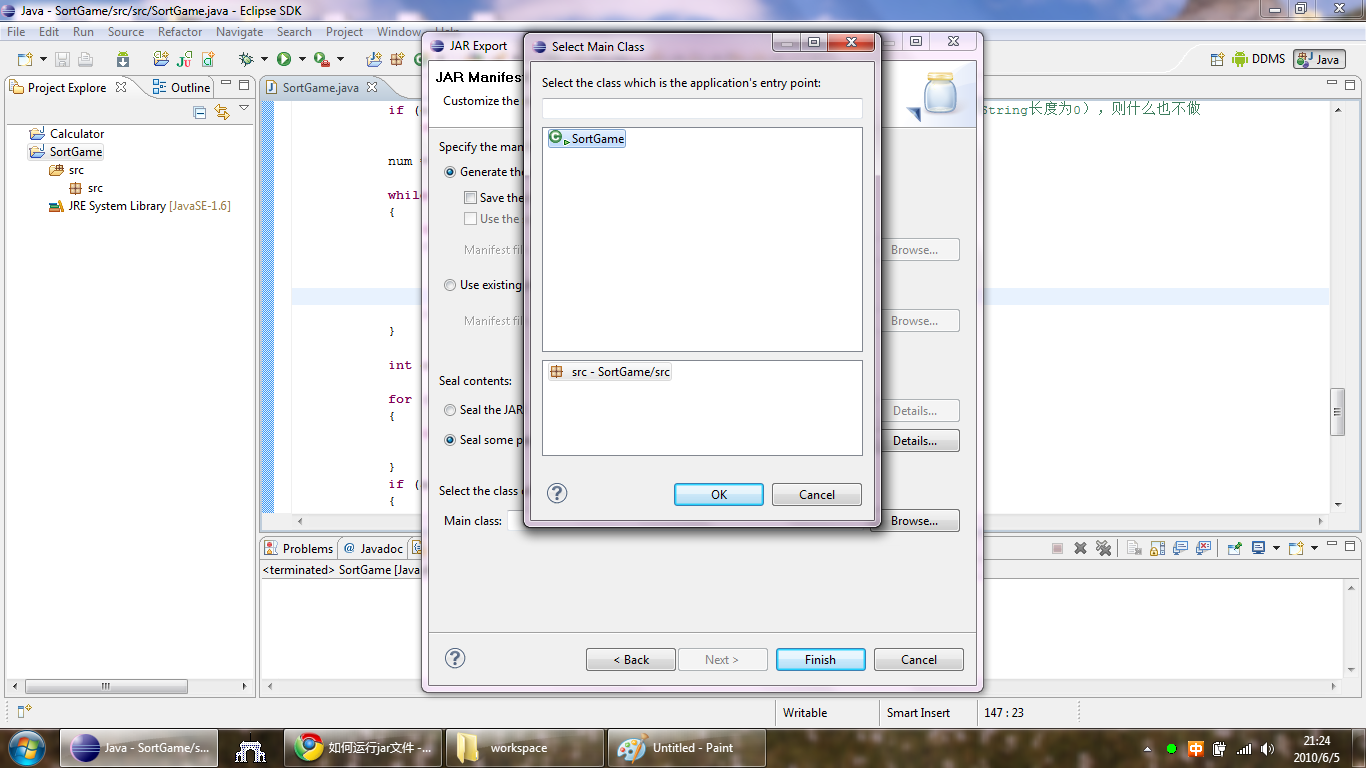 Java - SortGame/src/src/SortGame.java - Eclipse SDK
File Edit Run Source Refactor Navigate Search Project Window Help
DDMS Java
Project Explore Outline
Calculator
SortGame
src
src
JRE System Library [JavaSE-1.6]
SortGame.java
if (
String长度为0），则什么也不做
num
while
{
}
int
for
{
}
if (
{
JAR Export
JAR Manifes
Customize the
Specify the man
Generate the
Save the
Use the
Manifest fil
Browse...
Use existing
Manifest fil
Browse...
Seal contents:
Seal the JAR
Details...
Seal some p
Details...
Select the class
Main class:
Browse...
< Back Next > Finish Cancel
Select Main Class
Select the class which is the application's entry point:
SortGame
src - SortGame/src
OK Cancel
Problems Javadoc
<terminated> SortGame [Java
Writable Smart Insert 147 : 23
Java - SortGame/s...
如何运行jar文件 -...
workspace
Untitled - Paint
中
21:24
2010/6/5